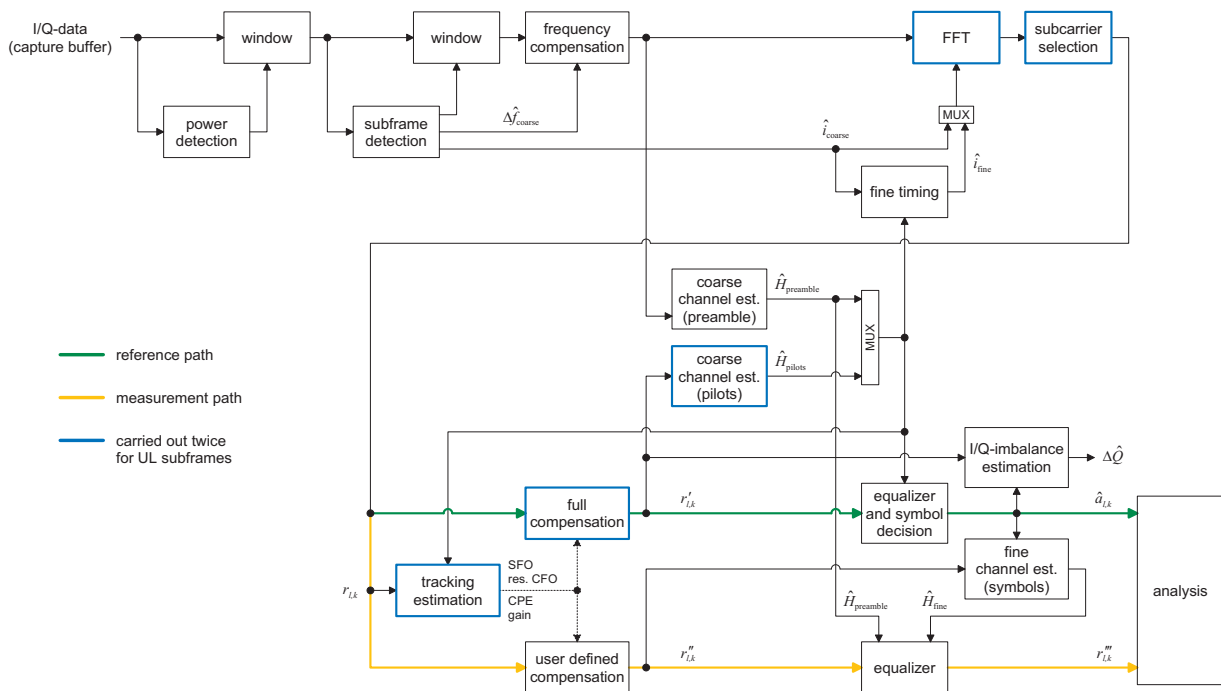 I/Q-data
(capture buffer)
window
window
frequency
compensation
FFT
subcarrier
selection
power
detection
subframe
detection
Δf̂coarse
MUX
îcoarse
îfine
fine timing
coarse
channel est.
(preamble)
Ĥpreamble
MUX
reference path
coarse
channel est.
(pilots)
Ĥpilots
measurement path
carried out twice
for UL subframes
I/Q-imbalance
estimation
ΔQ̂
full
compensation
r′l,k
equalizer
and symbol
decision
âl,k
fine
channel est.
(symbols)
rl,k
tracking
estimation
SFO
res. CFO
CPE
gain
analysis
Ĥpreamble
Ĥfine
user defined
compensation
r″l,k
equalizer
r‴l,k